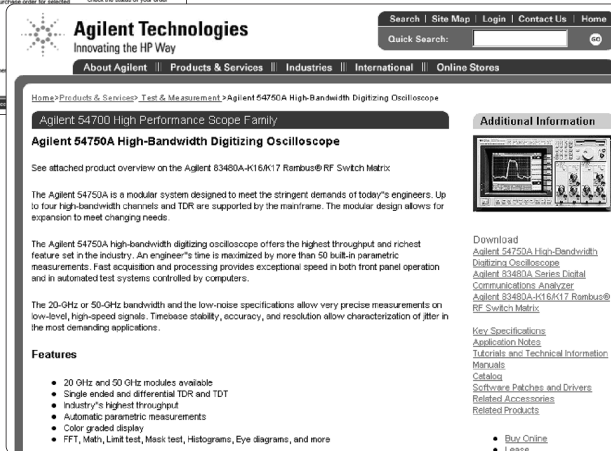 urchase order for selected
Check the status of your order
Agilent Technologies
Innovating the HP Way
Search | Site Map | Login | Contact Us | Home
Quick Search:
GO
About Agilent || Products & Services || Industries || International || Online Stores
Home>Products & Services> Test & Measurement >Agilent 54750A High-Bandwidth Digitizing Oscilloscope
Agilent 54700 High Performance Scope Family
Agilent 54750A High-Bandwidth Digitizing Oscilloscope
See attached product overview on the Agilent 83480A-K16/K17 Rambus® RF Switch Matrix
The Agilent 54750A is a modular system designed to meet the stringent demands of today"s engineers. Up
to four high-bandwidth channels and TDR are supported by the mainframe. The modular design allows for
expansion to meet changing needs.
The Agilent 54750A high-bandwidth digitizing oscilloscope offers the highest throughput and richest
feature set in the industry. An engineer"s time is maximized by more than 50 built-in parametric
measurements. Fast acquisition and processing provides exceptional speed in both front panel operation
and in automated test systems controlled by computers.
The 20-GHz or 50-GHz bandwidth and the low-noise specifications allow very precise measurements on
low-level, high-speed signals. Timebase stability, accuracy, and resolution allow characterization of jitter in
the most demanding applications.
Features
● 20 GHz and 50 GHz modules available
● Single ended and differential TDR and TDT
● Industry"s highest throughput
● Automatic parametric measurements
● Color graded display
● FFT, Math, Limit test, Mask test, Histograms, Eye diagrams, and more
Additional Information
Download
Agilent 54750A High-Bandwidth
Digitizing Oscilloscope
Agilent 83480A Series Digital
Communications Analyzer
Agilent 83480A-K16/K17 Rambus®
RF Switch Matrix
Key Specifications
Application Notes
Tutorials and Technical Information
Manuals
Catalog
Software Patches and Drivers
Related Accessories
Related Products
● Buy Online
● Lease